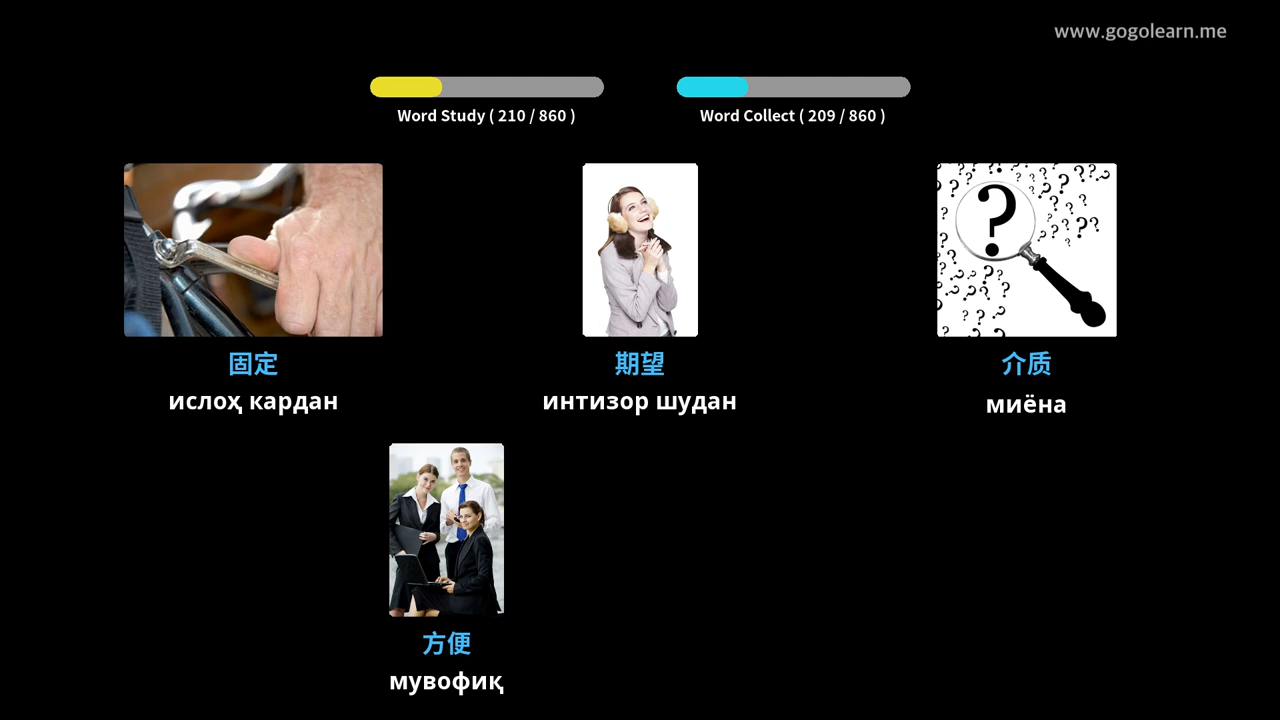 www.gogolearn.me
Word Study ( 210 / 860 )
Word Collect ( 209 / 860 )
固定
ислоҳ кардан
期望
интизор шудан
介质
миёна
方便
мувофиқ